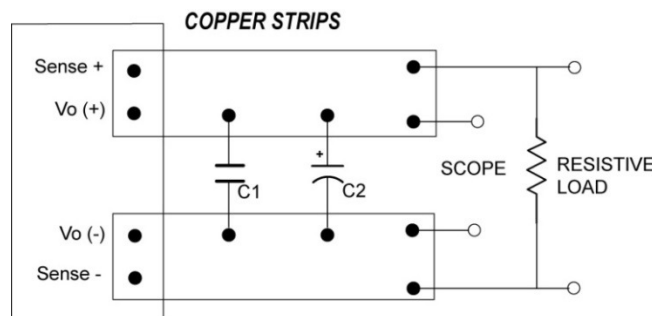 COPPER STRIPS
Sense +
Vo (+)
+
C1
C2
SCOPE
RESISTIVE
LOAD
Vo (-)
Sense -